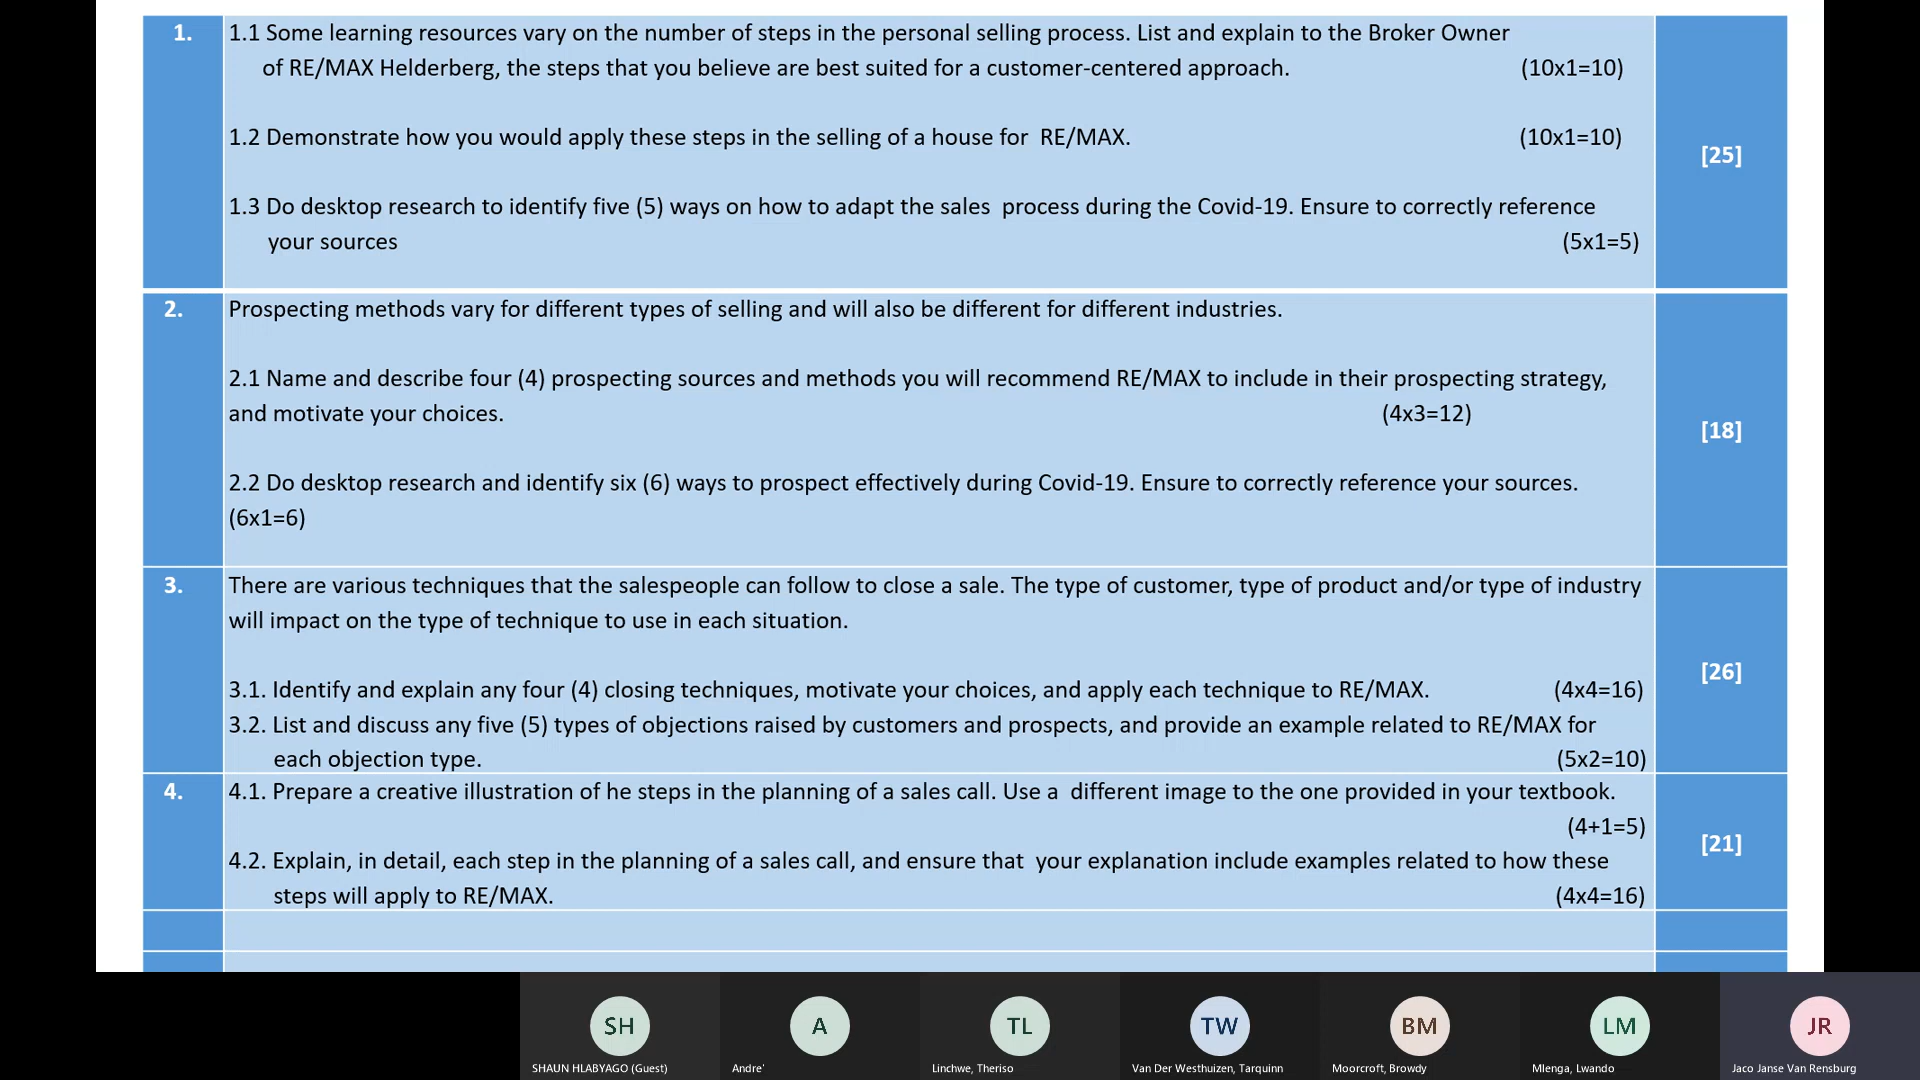 1.
1.1 Some learning resources vary on the number of steps in the personal selling process. List and explain to the Broker Owner
of RE/MAX Helderberg, the steps that you believe are best suited for a customer-centered approach. (10x1=10)
1.2 Demonstrate how you would apply these steps in the selling of a house for RE/MAX. (10x1=10)
[25]
1.3 Do desktop research to identify five (5) ways on how to adapt the sales process during the Covid-19. Ensure to correctly reference
your sources (5x1=5)
2.
Prospecting methods vary for different types of selling and will also be different for different industries.
2.1 Name and describe four (4) prospecting sources and methods you will recommend RE/MAX to include in their prospecting strategy,
and motivate your choices. (4x3=12)
[18]
2.2 Do desktop research and identify six (6) ways to prospect effectively during Covid-19. Ensure to correctly reference your sources.
(6x1=6)
3.
There are various techniques that the salespeople can follow to close a sale. The type of customer, type of product and/or type of industry
will impact on the type of technique to use in each situation.
[26]
3.1. Identify and explain any four (4) closing techniques, motivate your choices, and apply each technique to RE/MAX. (4x4=16)
3.2. List and discuss any five (5) types of objections raised by customers and prospects, and provide an example related to RE/MAX for
each objection type. (5x2=10)
4.
4.1. Prepare a creative illustration of he steps in the planning of a sales call. Use a different image to the one provided in your textbook.
(4+1=5)
[21]
4.2. Explain, in detail, each step in the planning of a sales call, and ensure that your explanation include examples related to how these
steps will apply to RE/MAX. (4x4=16)
SH
A
TL
TW
BM
LM
JR
SHAUN HLABYAGO (Guest)
Andre'
Linchwe, Theriso
Van Der Westhuizen, Tarquinn
Moorcroft, Browdy
Mlenga, Lwando
Jaco Janse Van Rensburg